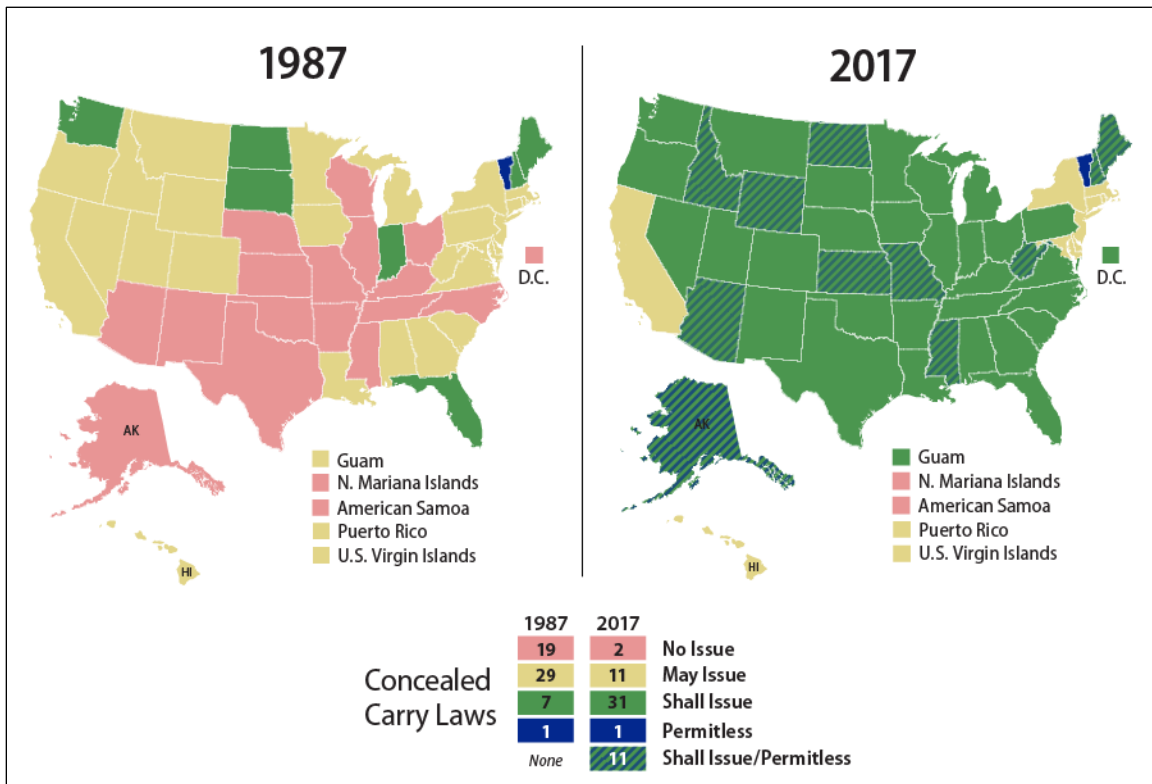 1987
2017
D.C.
D.C.
AK
AK
Guam
N. Mariana Islands
American Samoa
Puerto Rico
U.S. Virgin Islands
Guam
N. Mariana Islands
American Samoa
Puerto Rico
U.S. Virgin Islands
HI
HI
Concealed
Carry Laws
1987 2017
19 2 No Issue
29 11 May Issue
7 31 Shall Issue
1 1 Permitless
None 11 Shall Issue/Permitless